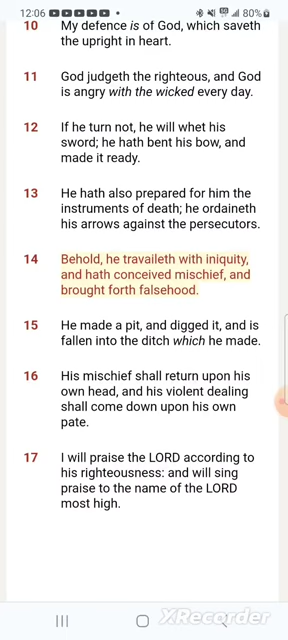 12:06
80%
10 My defence is of God, which saveth
the upright in heart.
11 God judgeth the righteous, and God
is angry with the wicked every day.
12 If he turn not, he will whet his
sword; he hath bent his bow, and
made it ready.
13 He hath also prepared for him the
instruments of death; he ordaineth
his arrows against the persecutors.
14 Behold, he travaileth with iniquity,
and hath conceived mischief, and
brought forth falsehood.
15 He made a pit, and digged it, and is
fallen into the ditch which he made.
16 His mischief shall return upon his
own head, and his violent dealing
shall come down upon his own
pate.
17 I will praise the LORD according to
his righteousness: and will sing
praise to the name of the LORD
most high.
XRecorder